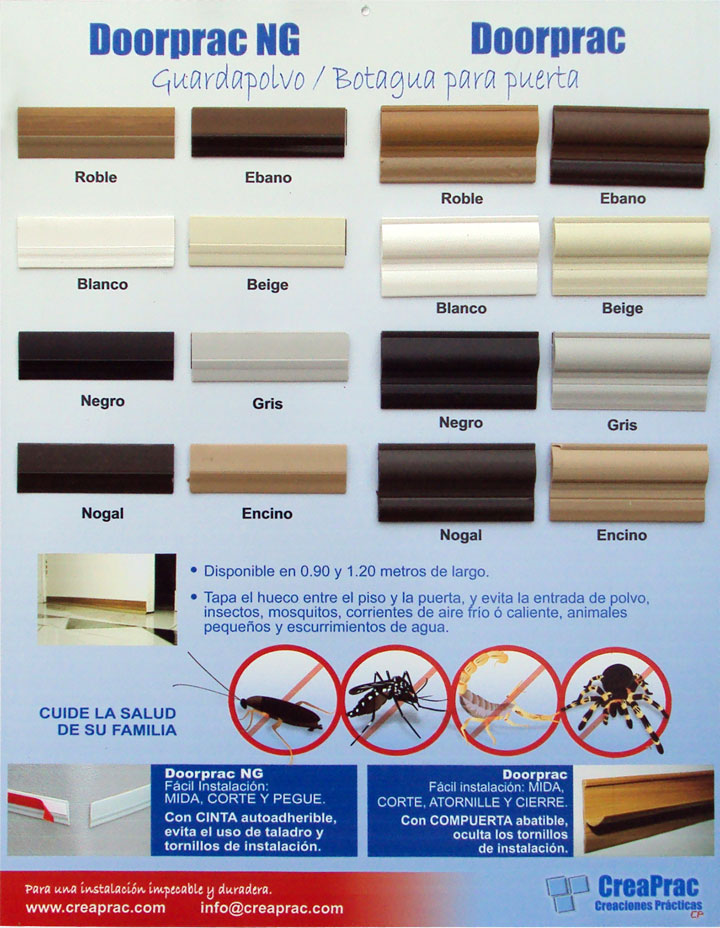 Doorprac NG
Doorprac
Guardapolvo / Botagua para puerta
Roble
Ebano
Roble
Ebano
Blanco
Beige
Blanco
Beige
Negro
Gris
Negro
Gris
Nogal
Encino
Nogal
Encino
• Disponible en 0.90 y 1.20 metros de largo.
• Tapa el hueco entre el piso y la puerta, y evita la entrada de polvo,
insectos, mosquitos, corrientes de aire frio ó caliente, animales
pequeños y escurrimientos de agua.
CUIDE LA SALUD
DE SU FAMILIA
Doorprac NG
Fácil instalación:
MIDA, CORTE Y PEGUE.
Con CINTA autoadherible,
evita el uso de taladro y
tornillos de instalación.
Doorprac
Fácil instalación: MIDA,
CORTE, ATORNILLE Y CIERRE.
Con COMPUERTA abatible,
oculta los tornillos
de instalación.
Para una instalación impecable y duradera.
www.creaprac.com info@creaprac.com
CreaPrac
Creaciones Prácticas
CP